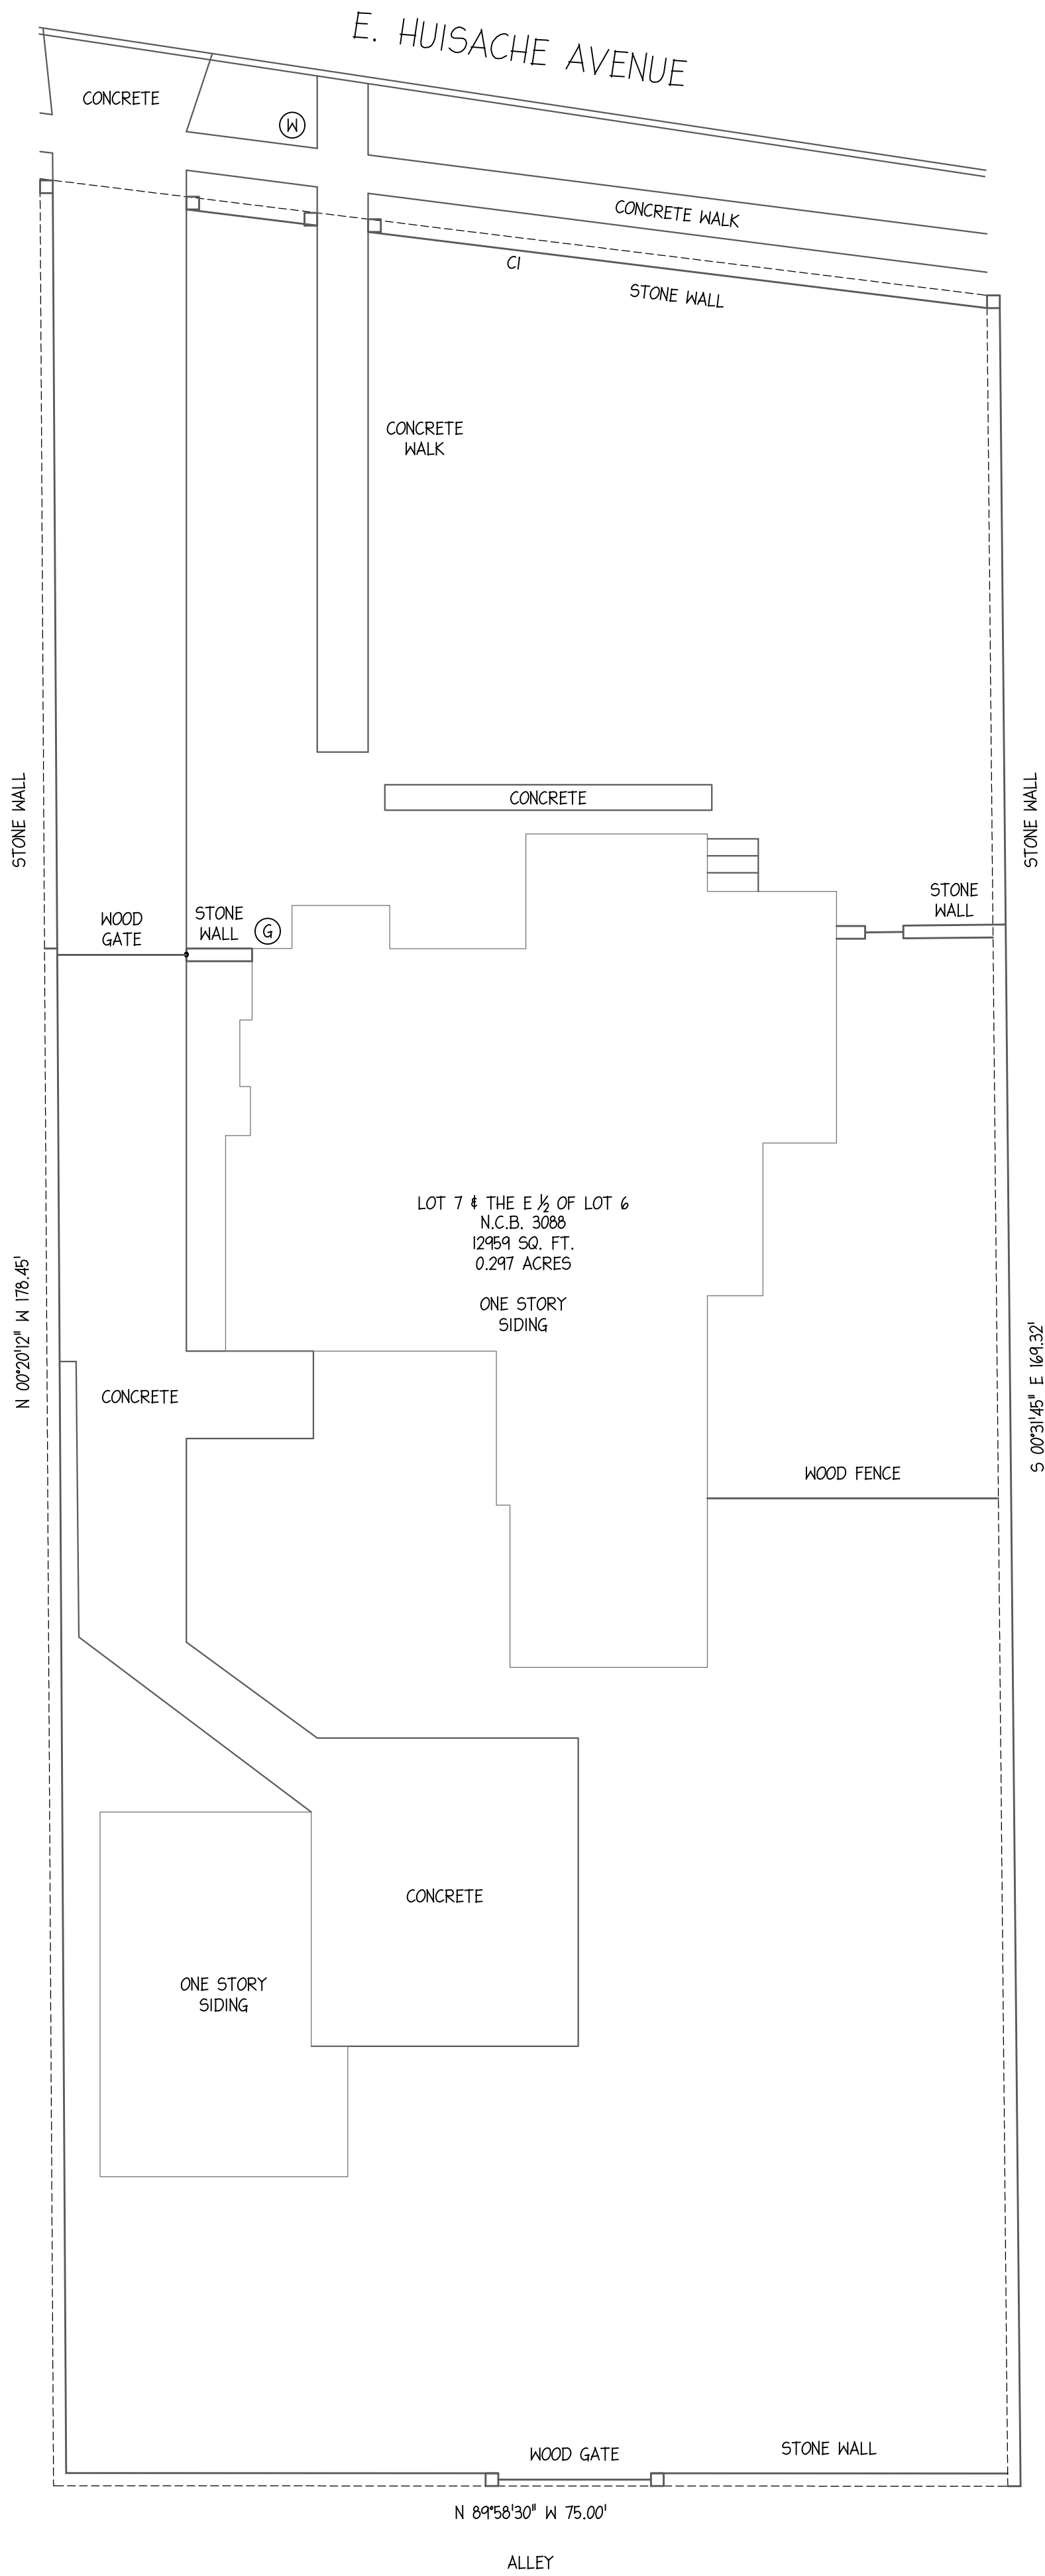 E. HUISACHE AVENUE
CONCRETE
W
CONCRETE WALK
C1
STONE WALL
CONCRETE
WALK
STONE WALL
STONE WALL
CONCRETE
STONE
WALL
WOOD
GATE
STONE
WALL
G
LOT 7 & THE E ½ OF LOT 6
N.C.B. 3088
12959 SQ. FT.
0.297 ACRES
ONE STORY
SIDING
N 00°20'12" W 178.45'
S 00°31'45" E 169.32'
CONCRETE
WOOD FENCE
CONCRETE
ONE STORY
SIDING
WOOD GATE
STONE WALL
N 89°58'30" W 75.00'
ALLEY